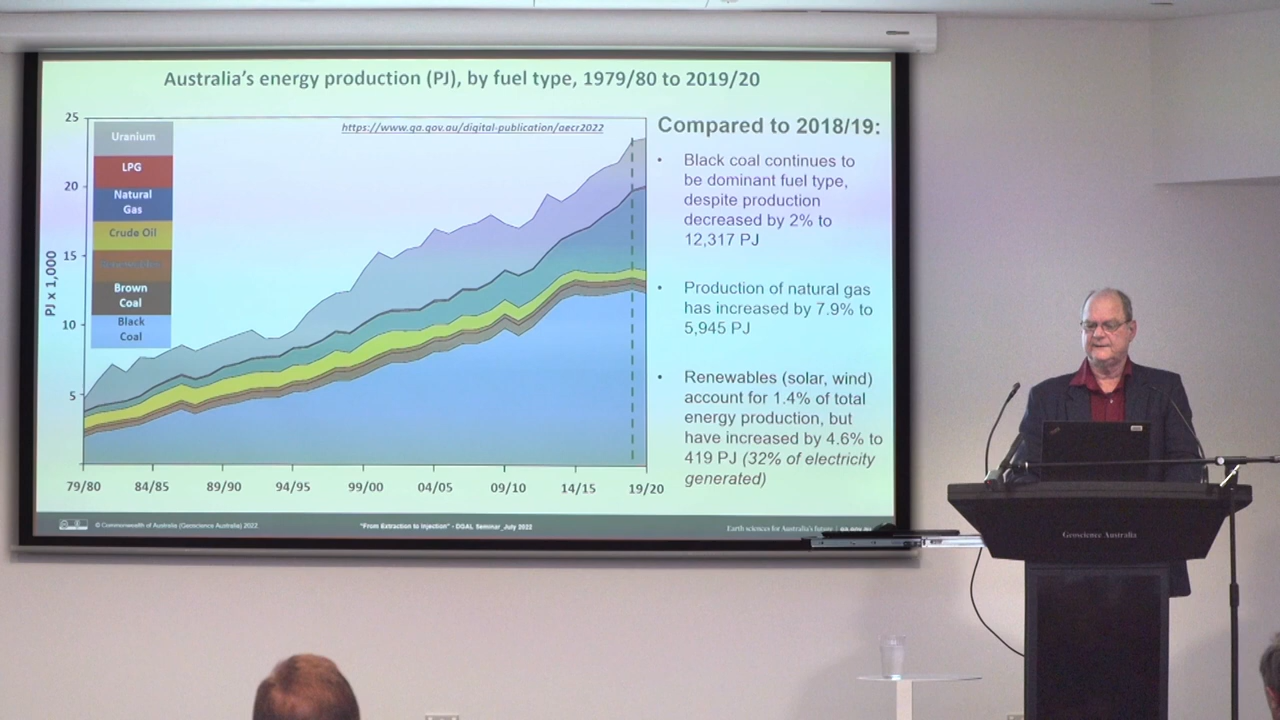 Australia's energy production (PJ), by fuel type, 1979/80 to 2019/20
25
20
15
10
5
PJ x 1,000
Uranium
LPG
Natural
Gas
Crude Oil
Brown
Coal
Black
Coal
https://www.ga.gov.au/digital-publication/aecr2022
79/80 84/85 89/90 94/95 99/00 04/05 09/10 14/15 19/20
Compared to 2018/19:
• Black coal continues to
be dominant fuel type,
despite production
decreased by 2% to
12,317 PJ
• Production of natural gas
has increased by 7.9% to
5,945 PJ
• Renewables (solar, wind)
account for 1.4% of total
energy production, but
have increased by 4.6% to
419 PJ (32% of electricity
generated)
© Commonwealth of Australia (Geoscience Australia) 2022
"From Extraction to Injection" - DGAL Seminar_July 2022
Earth sciences for Australia's future
Geoscience Australia